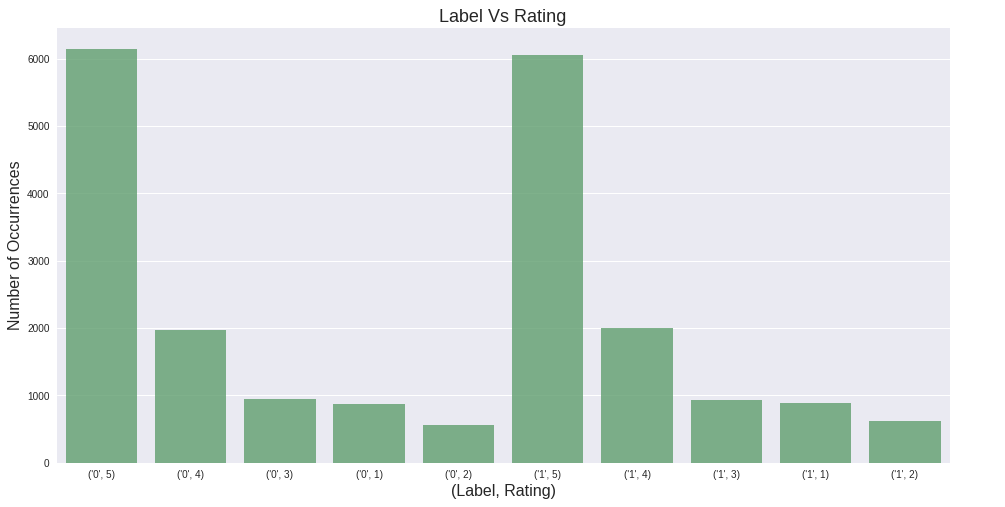 Label Vs Rating
Number of Occurrences
6000
5000
4000
3000
2000
1000
0
('0', 5) ('0', 4) ('0', 3) ('0', 1) ('0', 2) ('1', 5) ('1', 4) ('1', 3) ('1', 1) ('1', 2)
(Label, Rating)